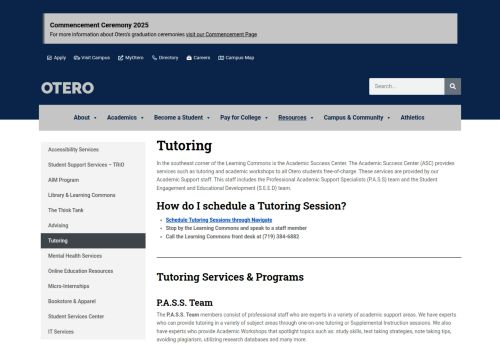 Commencement Ceremony 2025
For more information about Otero's graduation ceremonies visit our Commencement Page
Apply Visit Campus MyOtero Directory Careers Campus Map
OTERO
Search...
About Academics Become a Student Pay for College Resources Campus & Community Athletics
Accessibility Services
Student Support Services – TRiO
AIM Program
Library & Learning Commons
The Think Tank
Advising
Tutoring
Mental Health Services
Online Education Resources
Micro-Internships
Bookstore & Apparel
Student Services Center
IT Services
Tutoring
In the southeast corner of the Learning Commons is the Academic Success Center. The Academic Success Center (ASC) provides
services such as tutoring and academic workshops to all Otero students free-of-charge. These services are provided by our
Academic Support staff. This staff includes the Professional Academic Support Specialists (P.A.S.S) team and the Student
Engagement and Educational Development (S.E.E.D) team.
How do I schedule a Tutoring Session?
Schedule Tutoring Sessions through Navigate
Stop by the Learning Commons and speak to a staff member
Call the Learning Commons front desk at (719) 384-6882
Tutoring Services & Programs
P.A.S.S. Team
The P.A.S.S. Team members consist of professional staff who are experts in a variety of academic support areas. We have experts
who can provide tutoring in a variety of subject areas through one-on-one tutoring or Supplemental Instruction sessions. We also
have experts who provide Academic Workshops that spotlight topics such as: study skills, test taking strategies, note taking tips,
avoiding plagiarism, utilizing research databases and many more.